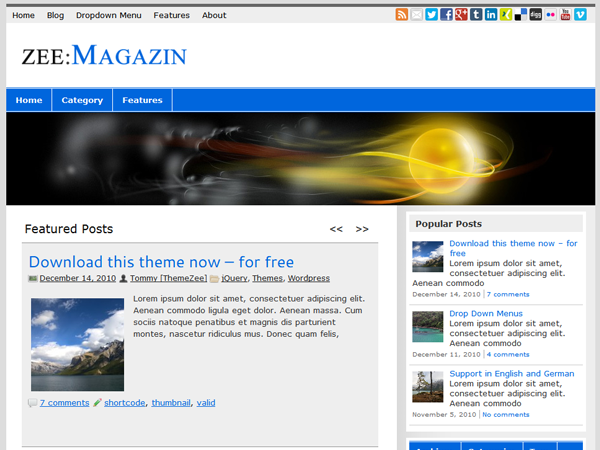 Home Blog Dropdown Menu Features About
digg
You Tube
ZEE:MAGAZIN
Home Category Features
Featured Posts << >>
Download this theme now – for free
December 14, 2010 Tommy [ThemeZee] jQuery, Themes, Wordpress
Lorem ipsum dolor sit amet, consectetuer adipiscing elit.
Aenean commodo ligula eget dolor. Aenean massa. Cum
sociis natoque penatibus et magnis dis parturient
montes, nascetur ridiculus mus. Donec quam felis,
7 comments shortcode, thumbnail, valid
Popular Posts
Download this theme now – for
free
Lorem ipsum dolor sit amet,
consectetuer adipiscing elit.
Aenean commodo
December 14, 2010 | 7 comments
Drop Down Menus
Lorem ipsum dolor sit amet,
consectetuer adipiscing elit.
Aenean commodo
December 11, 2010 | 4 comments
Support in English and German
Lorem ipsum dolor sit amet,
consectetuer adipiscing elit.
Aenean commodo
November 5, 2010 | No comments